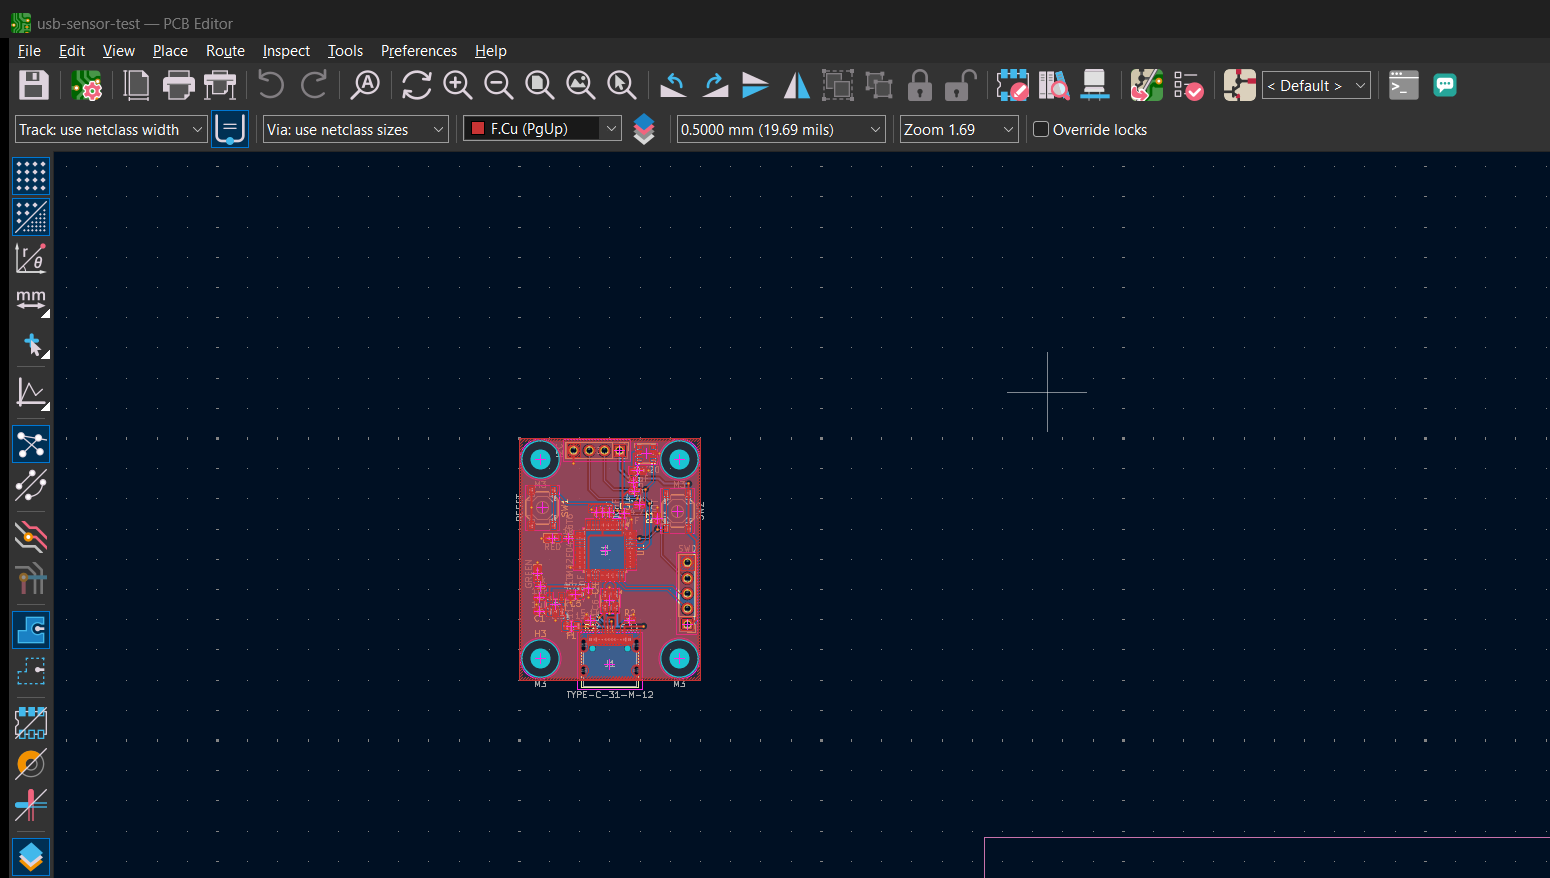 usb-sensor-test — PCB Editor
File Edit View Place Route Inspect Tools Preferences Help
< Default >
Track: use netclass width
Via: use netclass sizes
F.Cu (PgUp)
0.5000 mm (19.69 mils)
Zoom 1.69
Override locks
mm
M3
M3
RESET
SW1
SW2
RED
U1
GREEN
C1
R2
H3
J1
M3
M3
TYPE-C-31-M-12